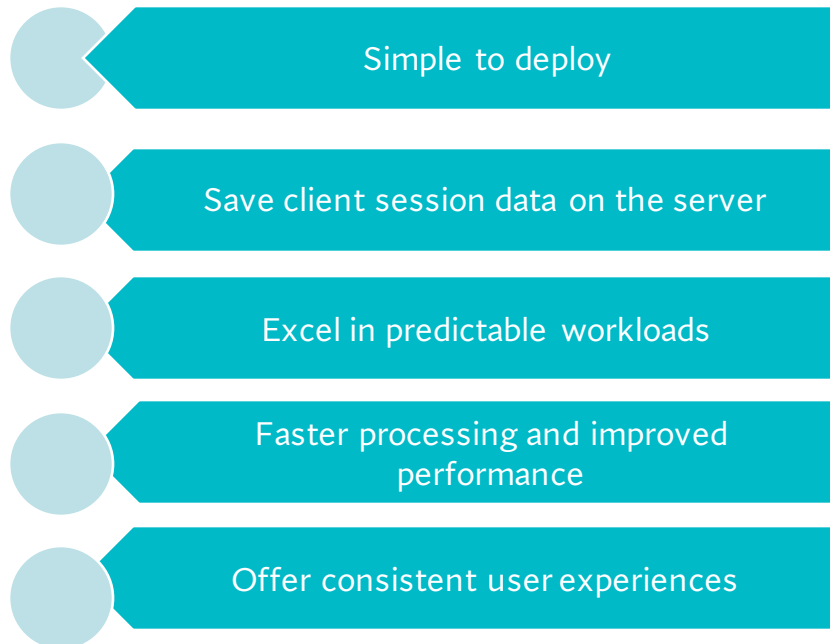 Simple to deploy
Save client session data on the server
Excel in predictable workloads
Faster processing and improved
performance
Offer consistent user experiences